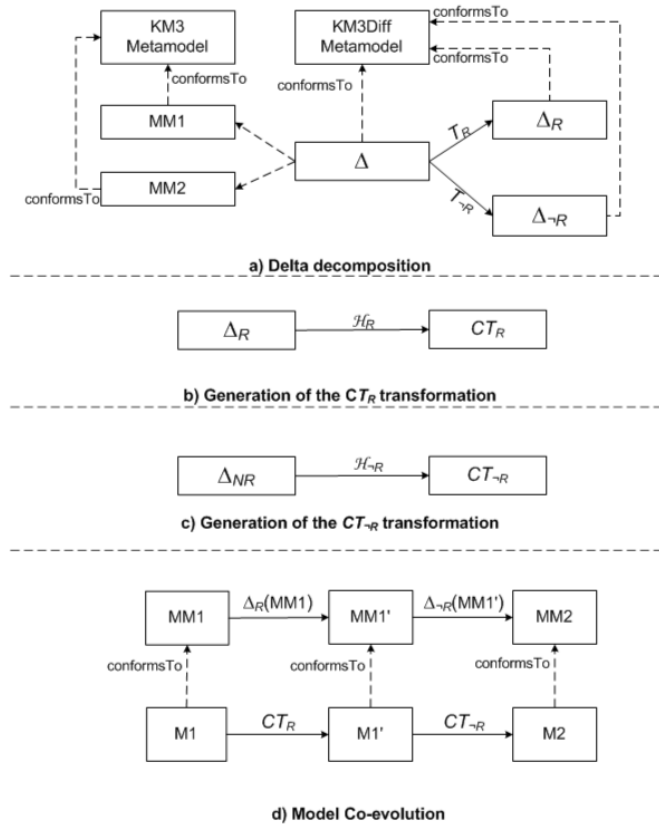 KM3
Metamodel
KM3Diff
Metamodel
conformsTo
conformsTo
conformsTo
conformsTo
MM1
Δ
T_R
Δ_R
MM2
conformsTo
T_¬R
Δ_¬R
a) Delta decomposition
Δ_R
ℋ_R
CT_R
b) Generation of the CT_R transformation
Δ_NR
ℋ_¬R
CT_¬R
c) Generation of the CT_¬R transformation
MM1
Δ_R(MM1)
MM1'
Δ_¬R(MM1')
MM2
conformsTo
conformsTo
conformsTo
M1
CT_R
M1'
CT_¬R
M2
d) Model Co-evolution